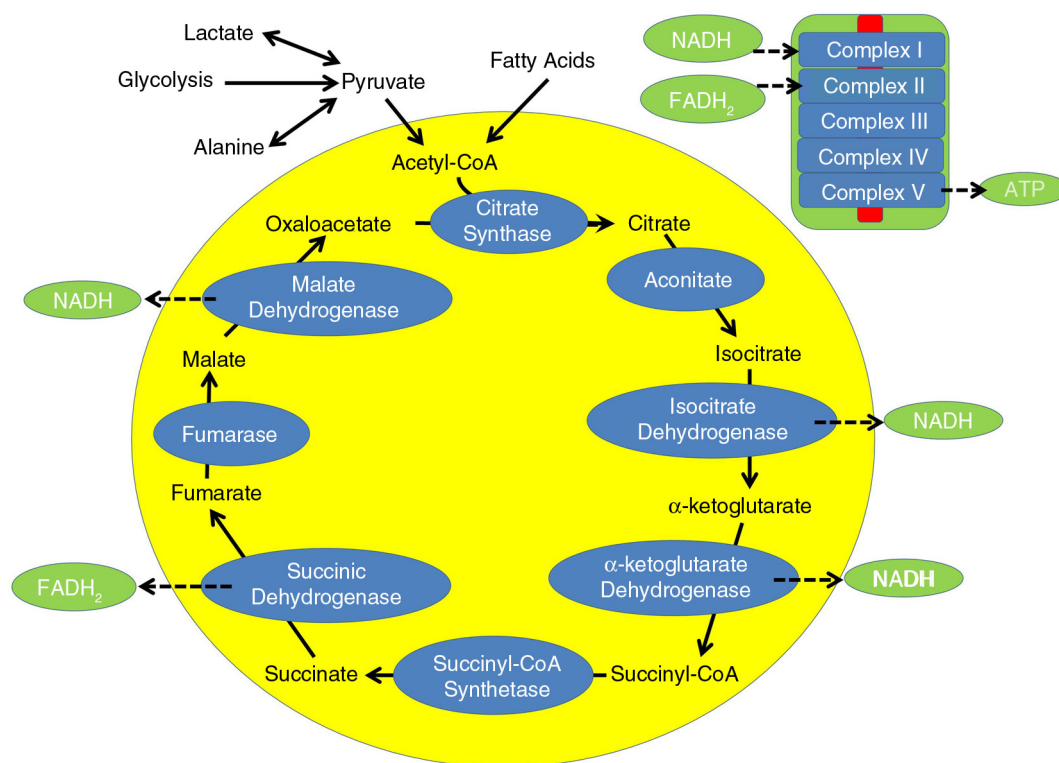 Lactate
Glycolysis
Pyruvate
Alanine
Fatty Acids
Acetyl-CoA
NADH
FADH₂
Complex I
Complex II
Complex III
Complex IV
Complex V
ATP
Oxaloacetate
Citrate
Synthase
Citrate
Aconitate
Isocitrate
Isocitrate
Dehydrogenase
NADH
α-ketoglutarate
α-ketoglutarate
Dehydrogenase
NADH
Succinyl-CoA
Succinyl-CoA
Synthetase
Succinate
Succinic
Dehydrogenase
FADH₂
Fumarate
Fumarase
Malate
Malate
Dehydrogenase
NADH